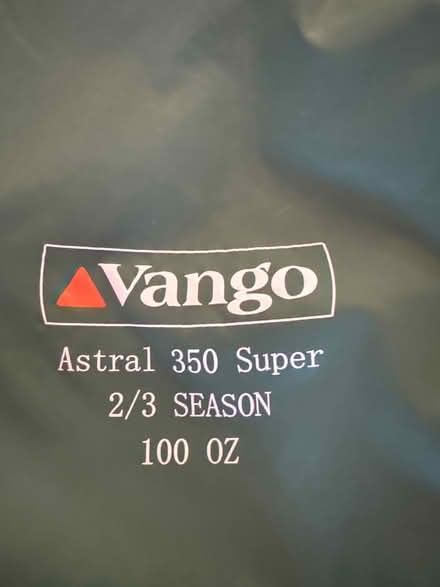 Vango
Astral 350 Super
2/3 SEASON
100 OZ